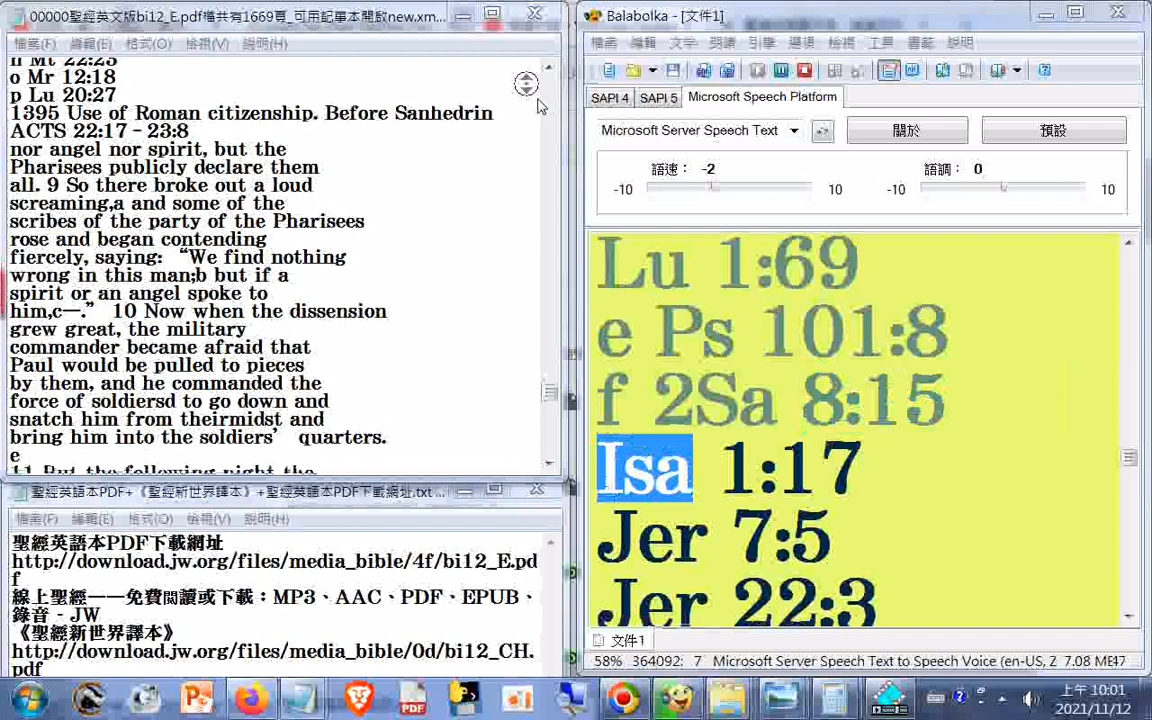 00000聖經英文版bi12_E.pdf檔共有1669頁_可用記事本開啟new.xm...
檔案(F) 編輯(E) 格式(O) 檢視(V) 說明(H)
n Mt 22:23
o Mr 12:18
p Lu 20:27
1395 Use of Roman citizenship. Before Sanhedrin
ACTS 22:17–23:8
nor angel nor spirit, but the
Pharisees publicly declare them
all. 9 So there broke out a loud
screaming,a and some of the
scribes of the party of the Pharisees
rose and began contending
fiercely, saying: “We find nothing
wrong in this man;b but if a
spirit or an angel spoke to
him,c—.” 10 Now when the dissension
grew great, the military
commander became afraid that
Paul would be pulled to pieces
by them, and he commanded the
force of soldiersd to go down and
snatch him from theirmidst and
bring him into the soldiers’ quarters.
e
11 But the following night the
聖經英語本PDF+《聖經新世界譯本》+聖經英語本PDF下載網址.txt ...
檔案(F) 編輯(E) 格式(O) 檢視(V) 說明(H)
聖經英語本PDF下載網址
http://download.jw.org/files/media_bible/4f/bi12_E.pd
f
線上聖經——免費閱讀或下載：MP3、AAC、PDF、EPUB、
錄音 - JW
《聖經新世界譯本》
http://download.jw.org/files/media_bible/0d/bi12_CH.
pdf
Balabolka - [文件1]
檔案 編輯 文字 朗讀 引擎 選項 檢視 工具 書籤 說明
SAPI 4 SAPI 5 Microsoft Speech Platform
Microsoft Server Speech Text 關於 預設
語速： -2 語調： 0
-10 10 -10 10
Lu 1:69
e Ps 101:8
f 2Sa 8:15
Isa 1:17
Jer 7:5
Jer 22:3
文件1
58% 364092: 7 Microsoft Server Speech Text to Speech Voice (en-US, Z 7.08 ME47
上午 10:01
2021/11/12